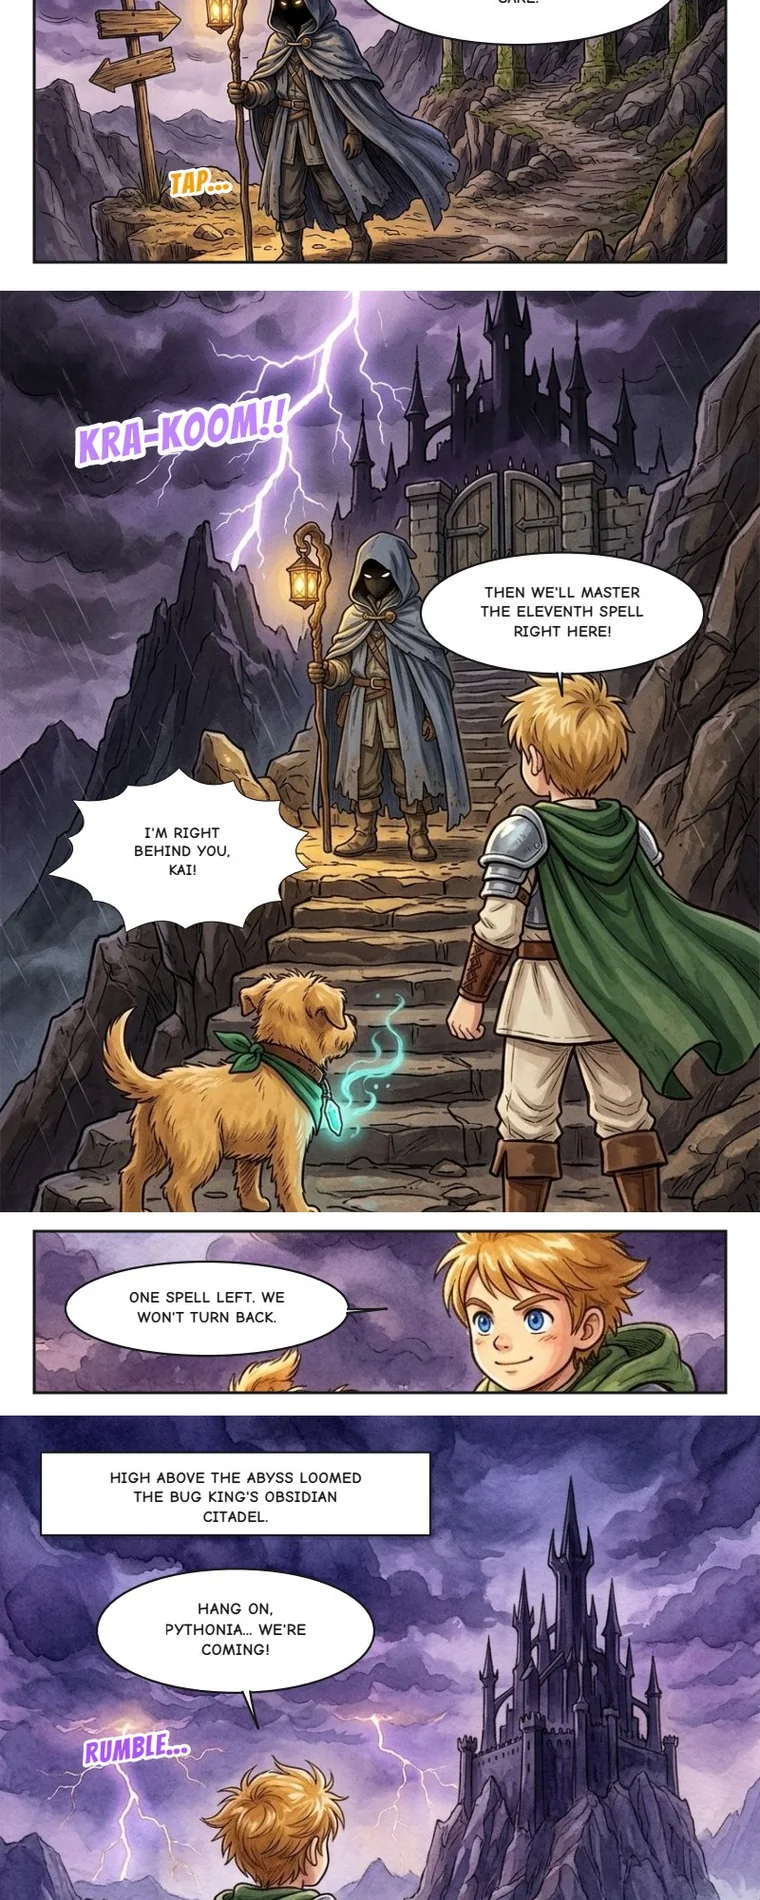 TAP...
KRA-KOOM!!
THEN WE'LL MASTER
THE ELEVENTH SPELL
RIGHT HERE!
I'M RIGHT
BEHIND YOU,
KAI!
ONE SPELL LEFT. WE
WON'T TURN BACK.
HIGH ABOVE THE ABYSS LOOMED
THE BUG KING'S OBSIDIAN
CITADEL.
HANG ON,
PYTHONIA... WE'RE
COMING!
RUMBLE...